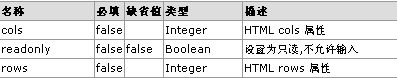 名称 必填 缺省值 类型 描述
cols false Integer HTML cols 属性
readonly false false Boolean 设置为只读,不允许输入
rows false Integer HTML rows 属性